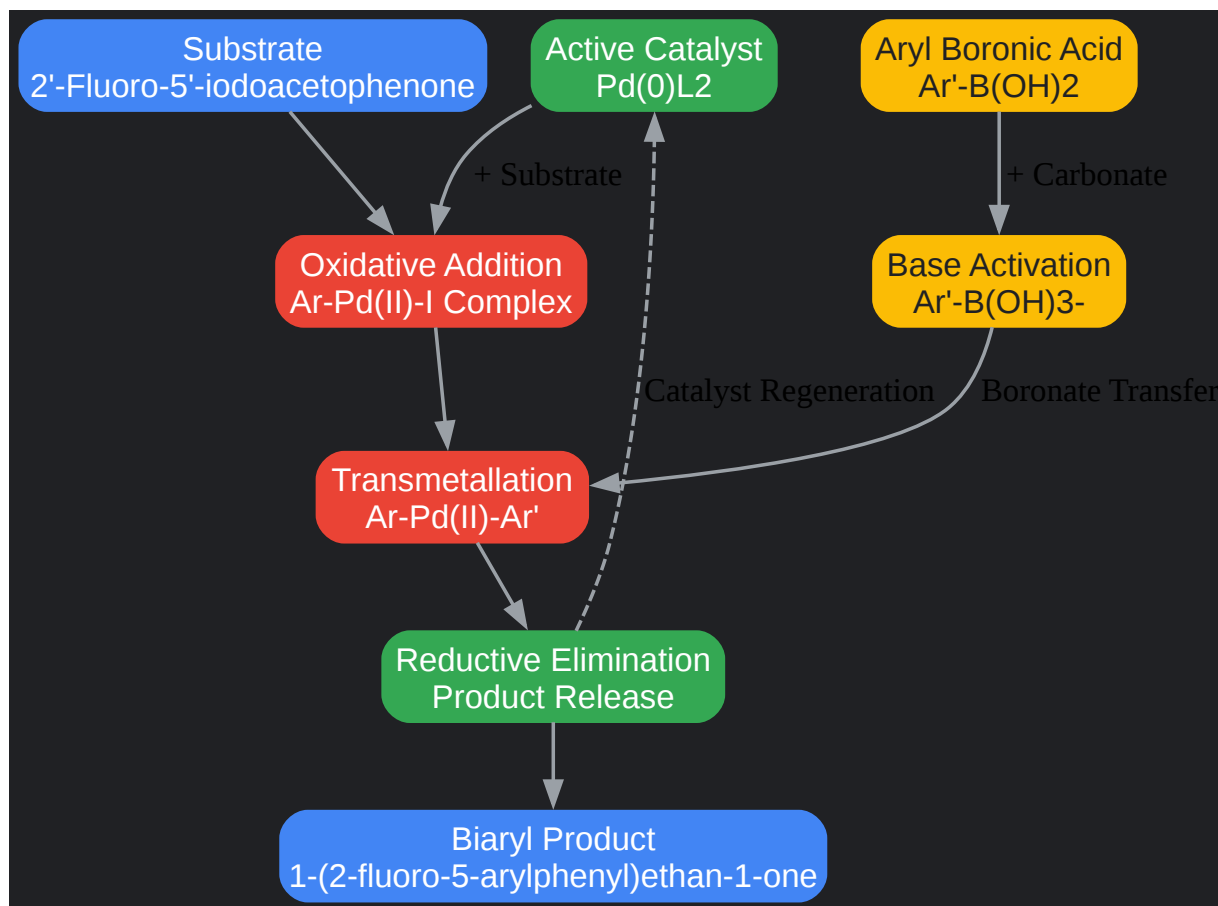 Substrate
2'-Fluoro-5'-iodoacetophenone
Active Catalyst
Pd(0)L2
Aryl Boronic Acid
Ar'-B(OH)2
+ Substrate
+ Carbonate
Oxidative Addition
Ar-Pd(II)-I Complex
Base Activation
Ar'-B(OH)3-
Catalyst Regeneration
Boronate Transfer
Transmetallation
Ar-Pd(II)-Ar'
Reductive Elimination
Product Release
Biaryl Product
1-(2-fluoro-5-arylphenyl)ethan-1-one